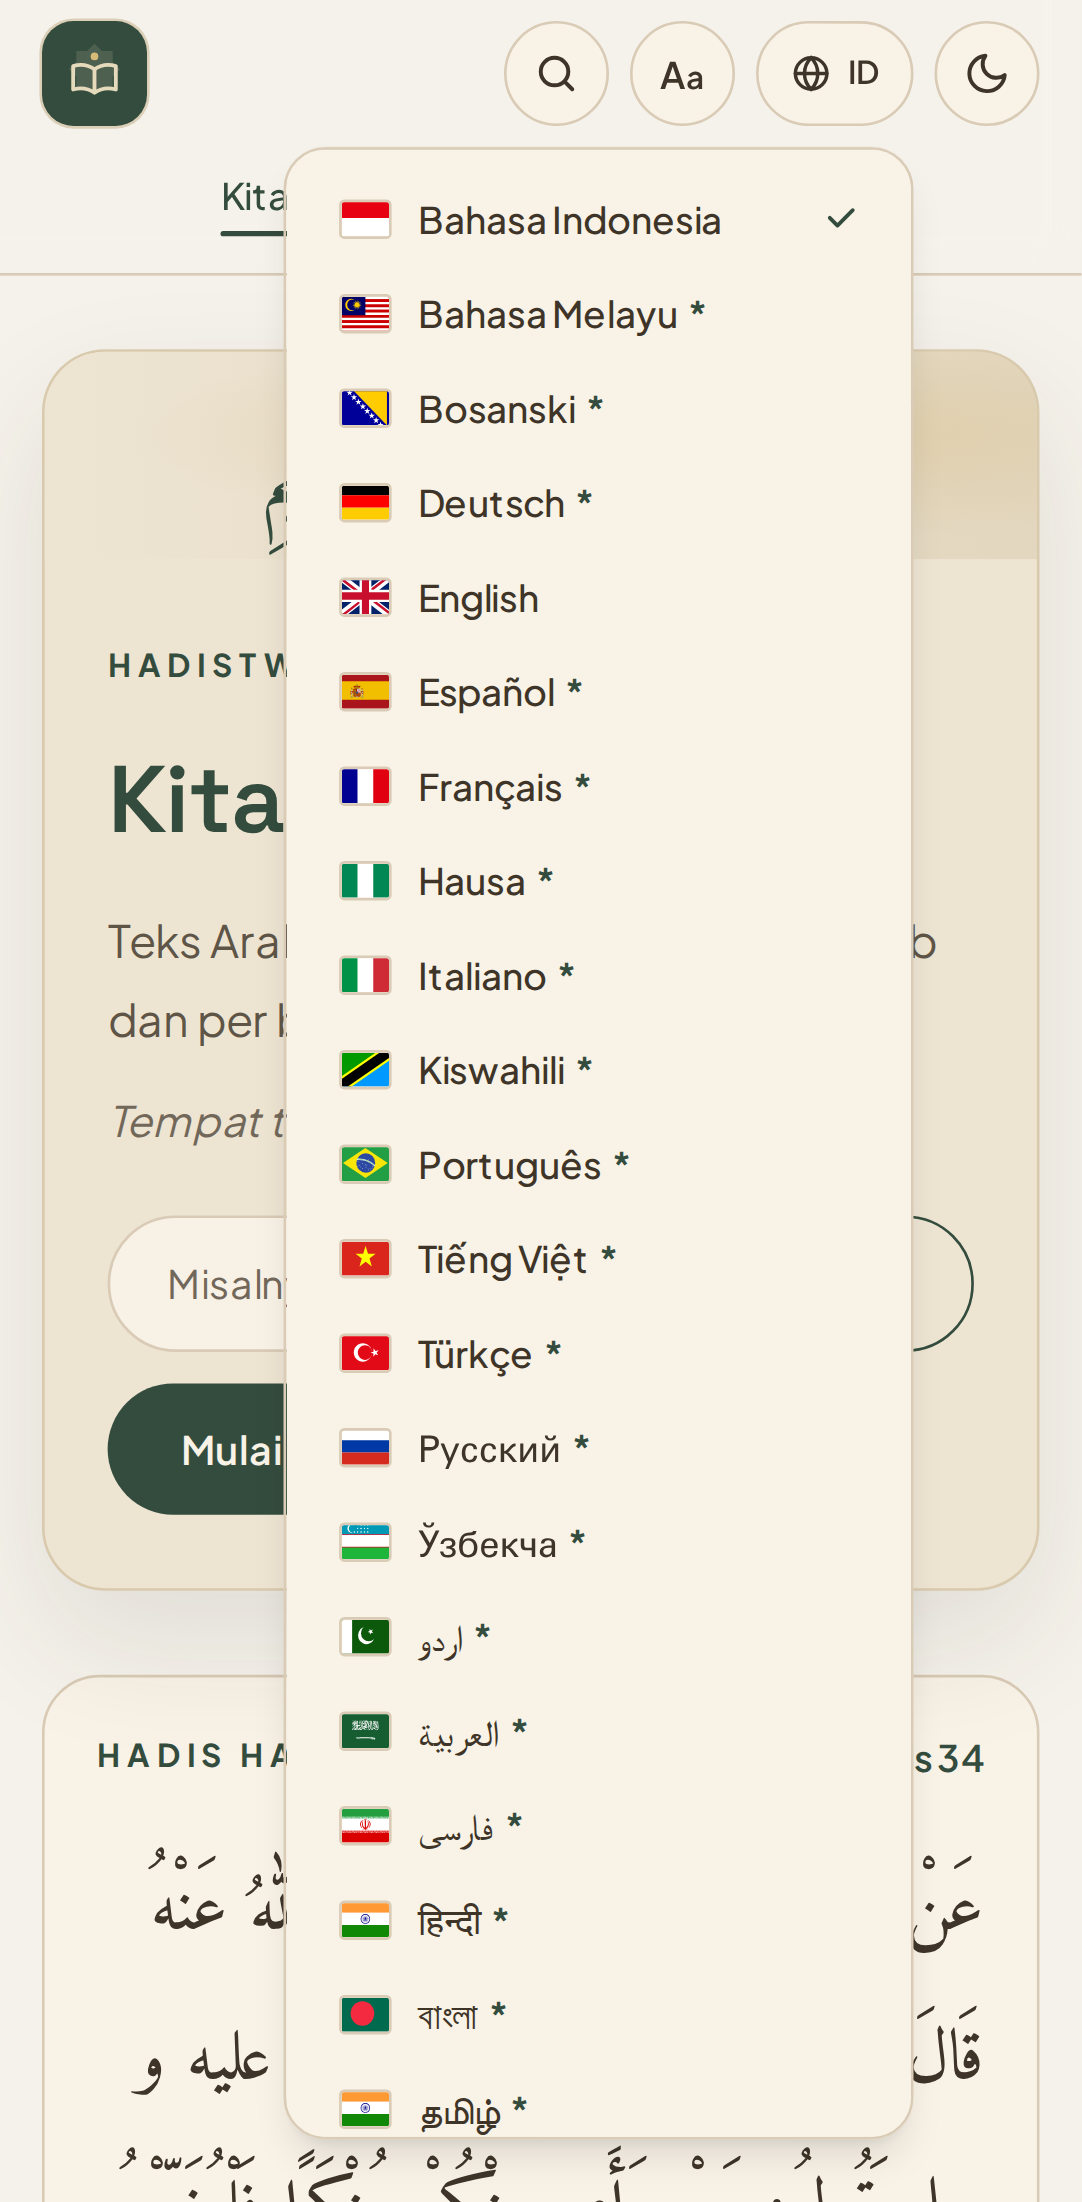 Aa
ID
Kita
Bahasa Indonesia
Bahasa Melayu *
Bosanski *
Deutsch *
English
Español *
Français *
Hausa *
Italiano *
Kiswahili *
Português *
Tiếng Việt *
Türkçe *
Русский *
Ўзбекча *
اردو *
العربية *
فارسی *
हिन्दी *
বাংলা *
தமிழ் *
HADISTW
Kita
Teks Ara b
dan per
Tempat t
Misaln
Mulai
HADIS HA s34
عَنْ عَنْهُ
قَالَ عليه و